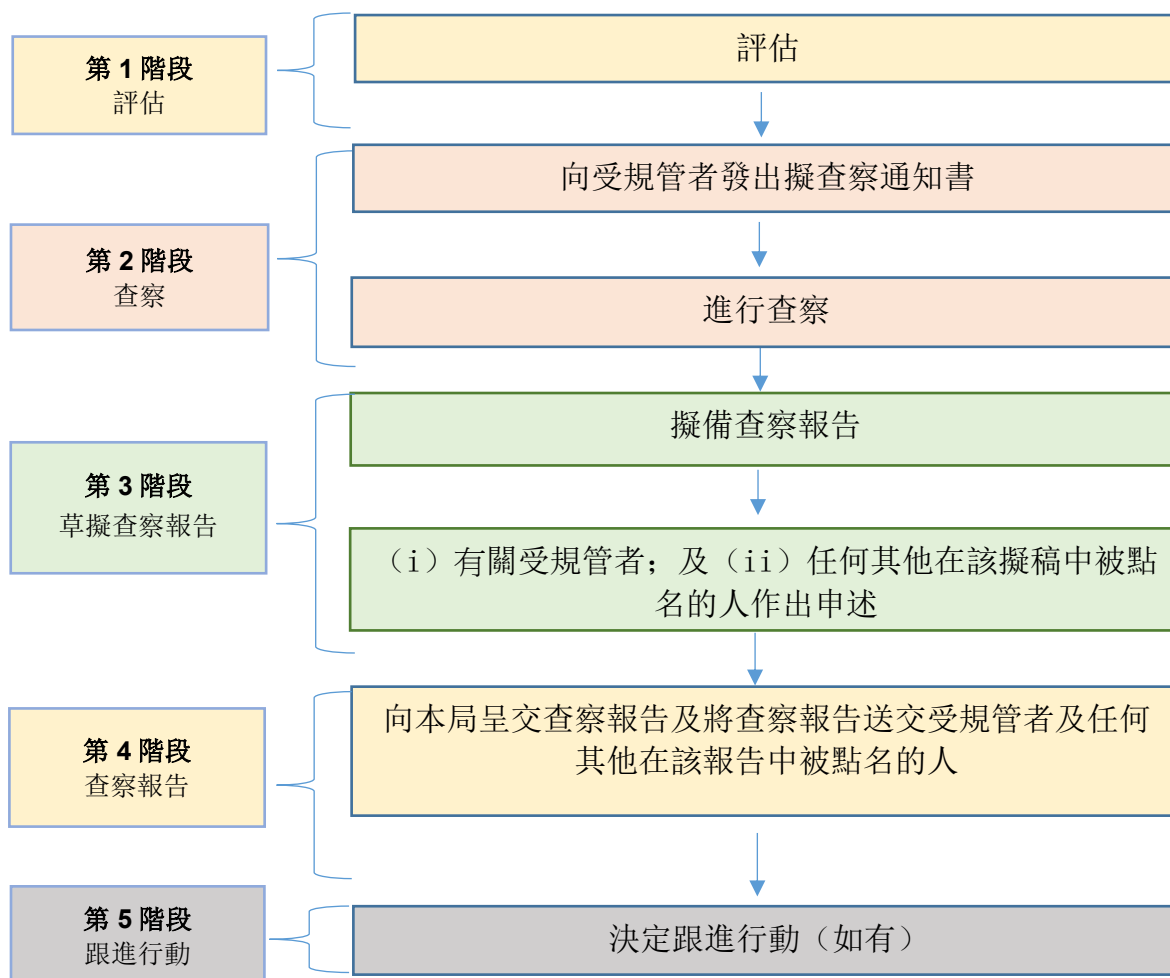 第 1 階段
評估
評估
第 2 階段
查察
向受規管者發出擬查察通知書
進行查察
第 3 階段
草擬查察報告
擬備查察報告
（i）有關受規管者；及（ii）任何其他在該擬稿中被點
名的人作出申述
第 4 階段
查察報告
向本局呈交查察報告及將查察報告送交受規管者及任何
其他在該報告中被點名的人
第 5 階段
跟進行動
決定跟進行動（如有）